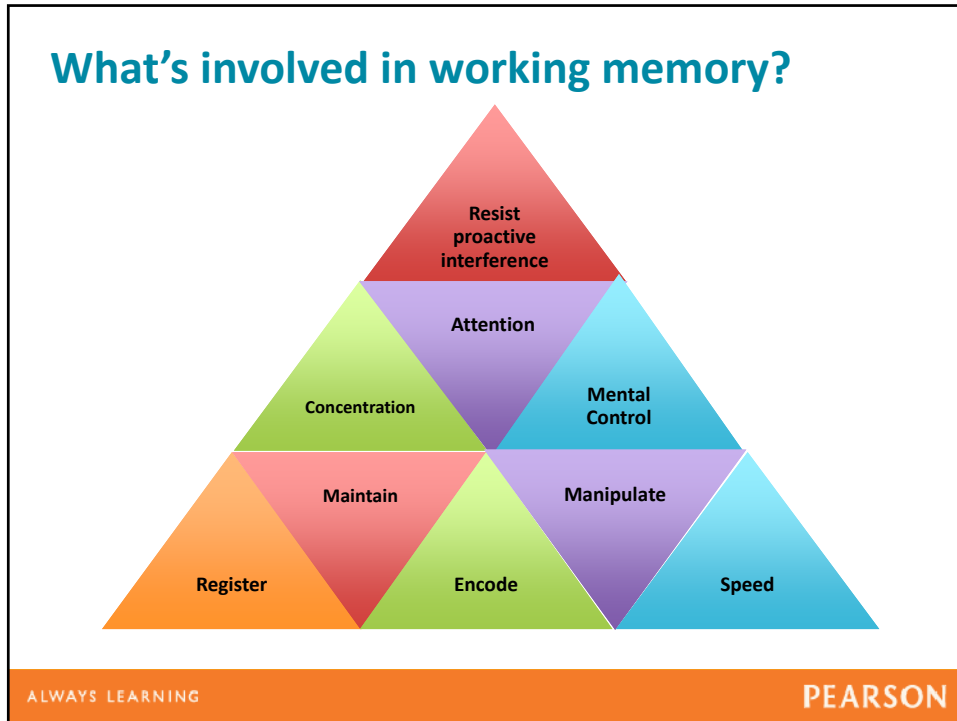 What’s involved in working memory?
Resist
proactive
interference
Attention
Concentration
Mental
Control
Maintain
Manipulate
Register
Encode
Speed
ALWAYS LEARNING
PEARSON